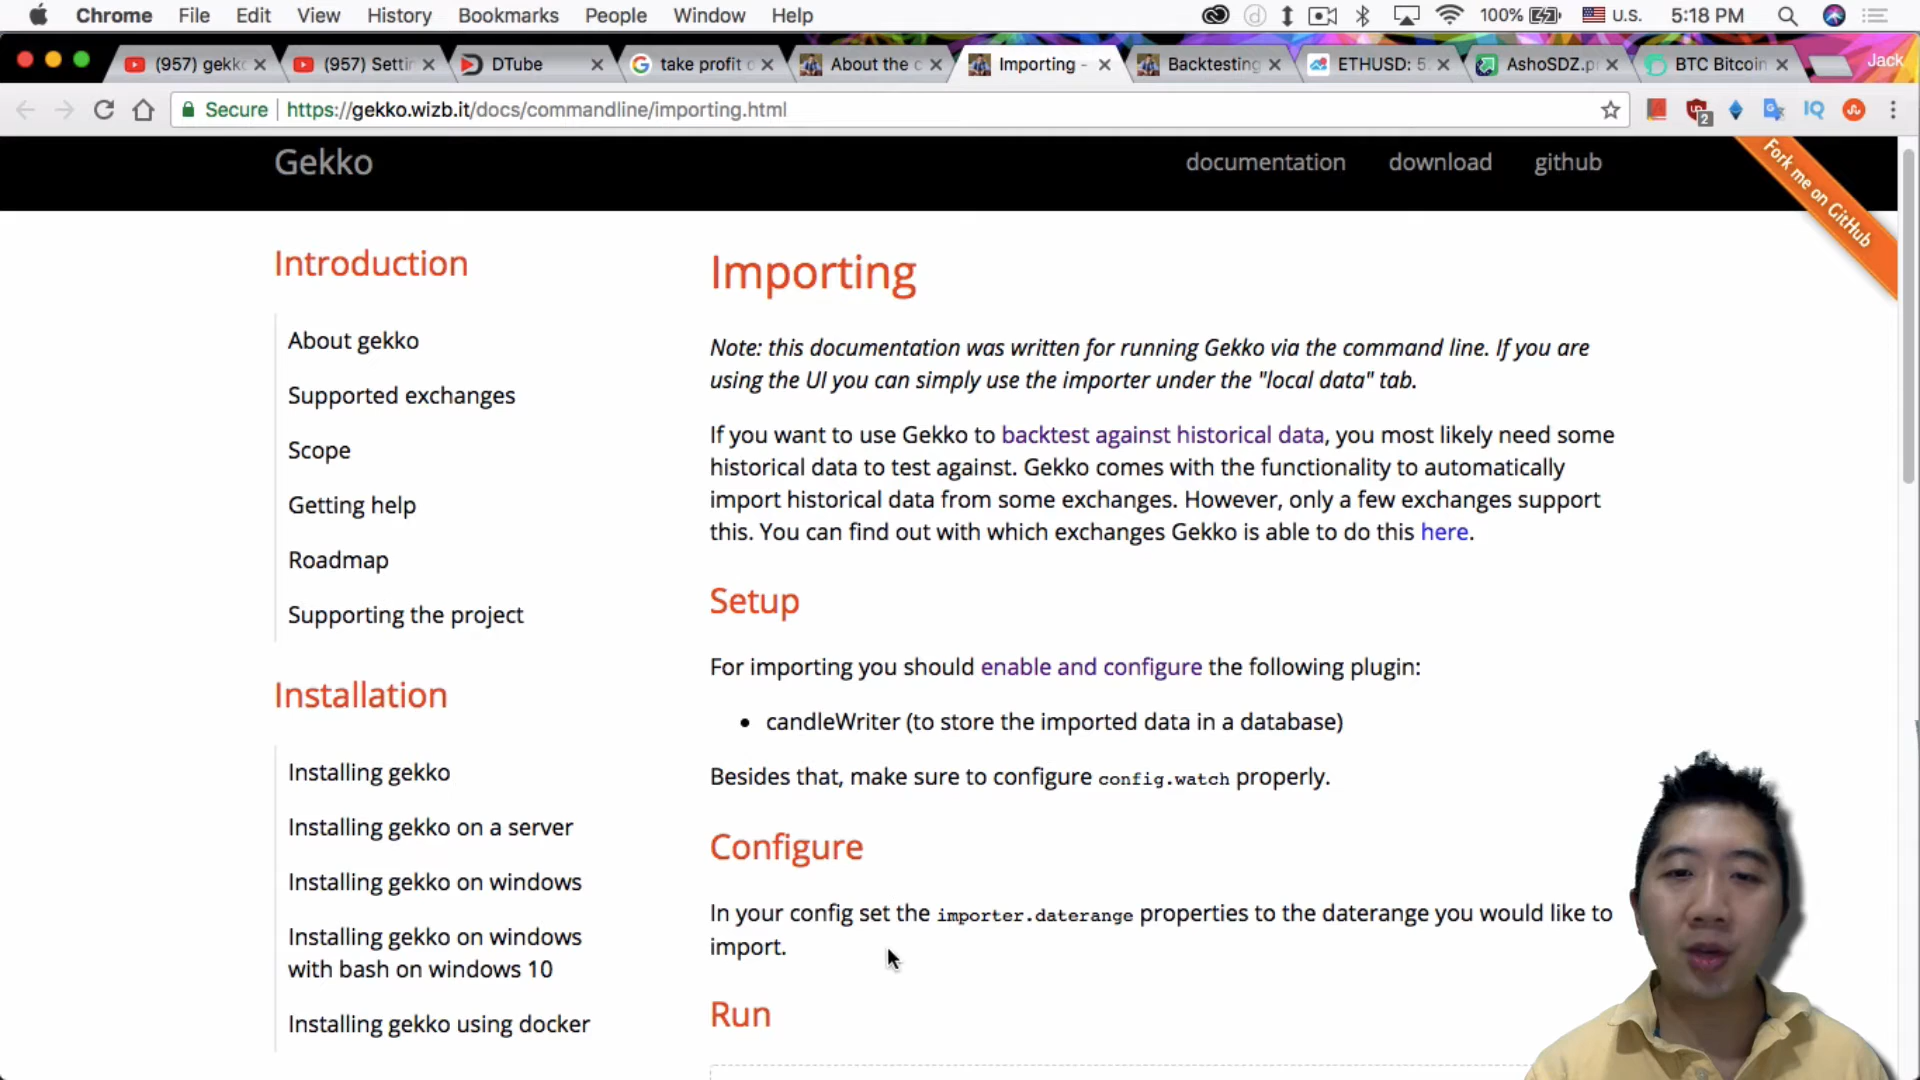 Chrome File Edit View History Bookmarks People Window Help 100% U.S. 5:18 PM
(957) gekk (957) Settin DTube take profit o About the c Importing - Backtesting ETHUSD: 5. AshoSDZ.p BTC Bitcoin Jack
Secure https://gekko.wizb.it/docs/commandline/importing.html 2 IQ
Gekko documentation download github
Fork me on GitHub
Introduction
About gekko
Supported exchanges
Scope
Getting help
Roadmap
Supporting the project
Installation
Installing gekko
Installing gekko on a server
Installing gekko on windows
Installing gekko on windows
with bash on windows 10
Installing gekko using docker
Importing
Note: this documentation was written for running Gekko via the command line. If you are
using the UI you can simply use the importer under the "local data" tab.
If you want to use Gekko to backtest against historical data, you most likely need some
historical data to test against. Gekko comes with the functionality to automatically
import historical data from some exchanges. However, only a few exchanges support
this. You can find out with which exchanges Gekko is able to do this here.
Setup
For importing you should enable and configure the following plugin:
• candleWriter (to store the imported data in a database)
Besides that, make sure to configure config.watch properly.
Configure
In your config set the importer.daterange properties to the daterange you would like to
import.
Run